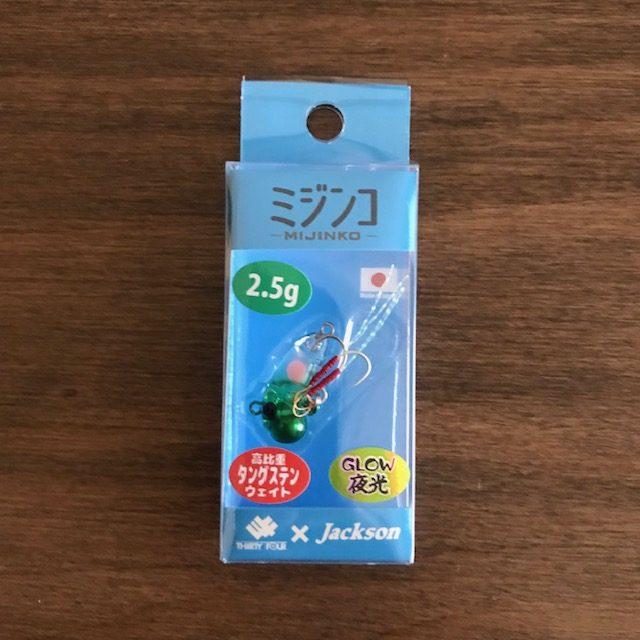 ミジンコ
MIJINKO
2.5g
高比重
タングステン
ウェイト
GLOW
夜光
THIRTY FOUR
× Jackson